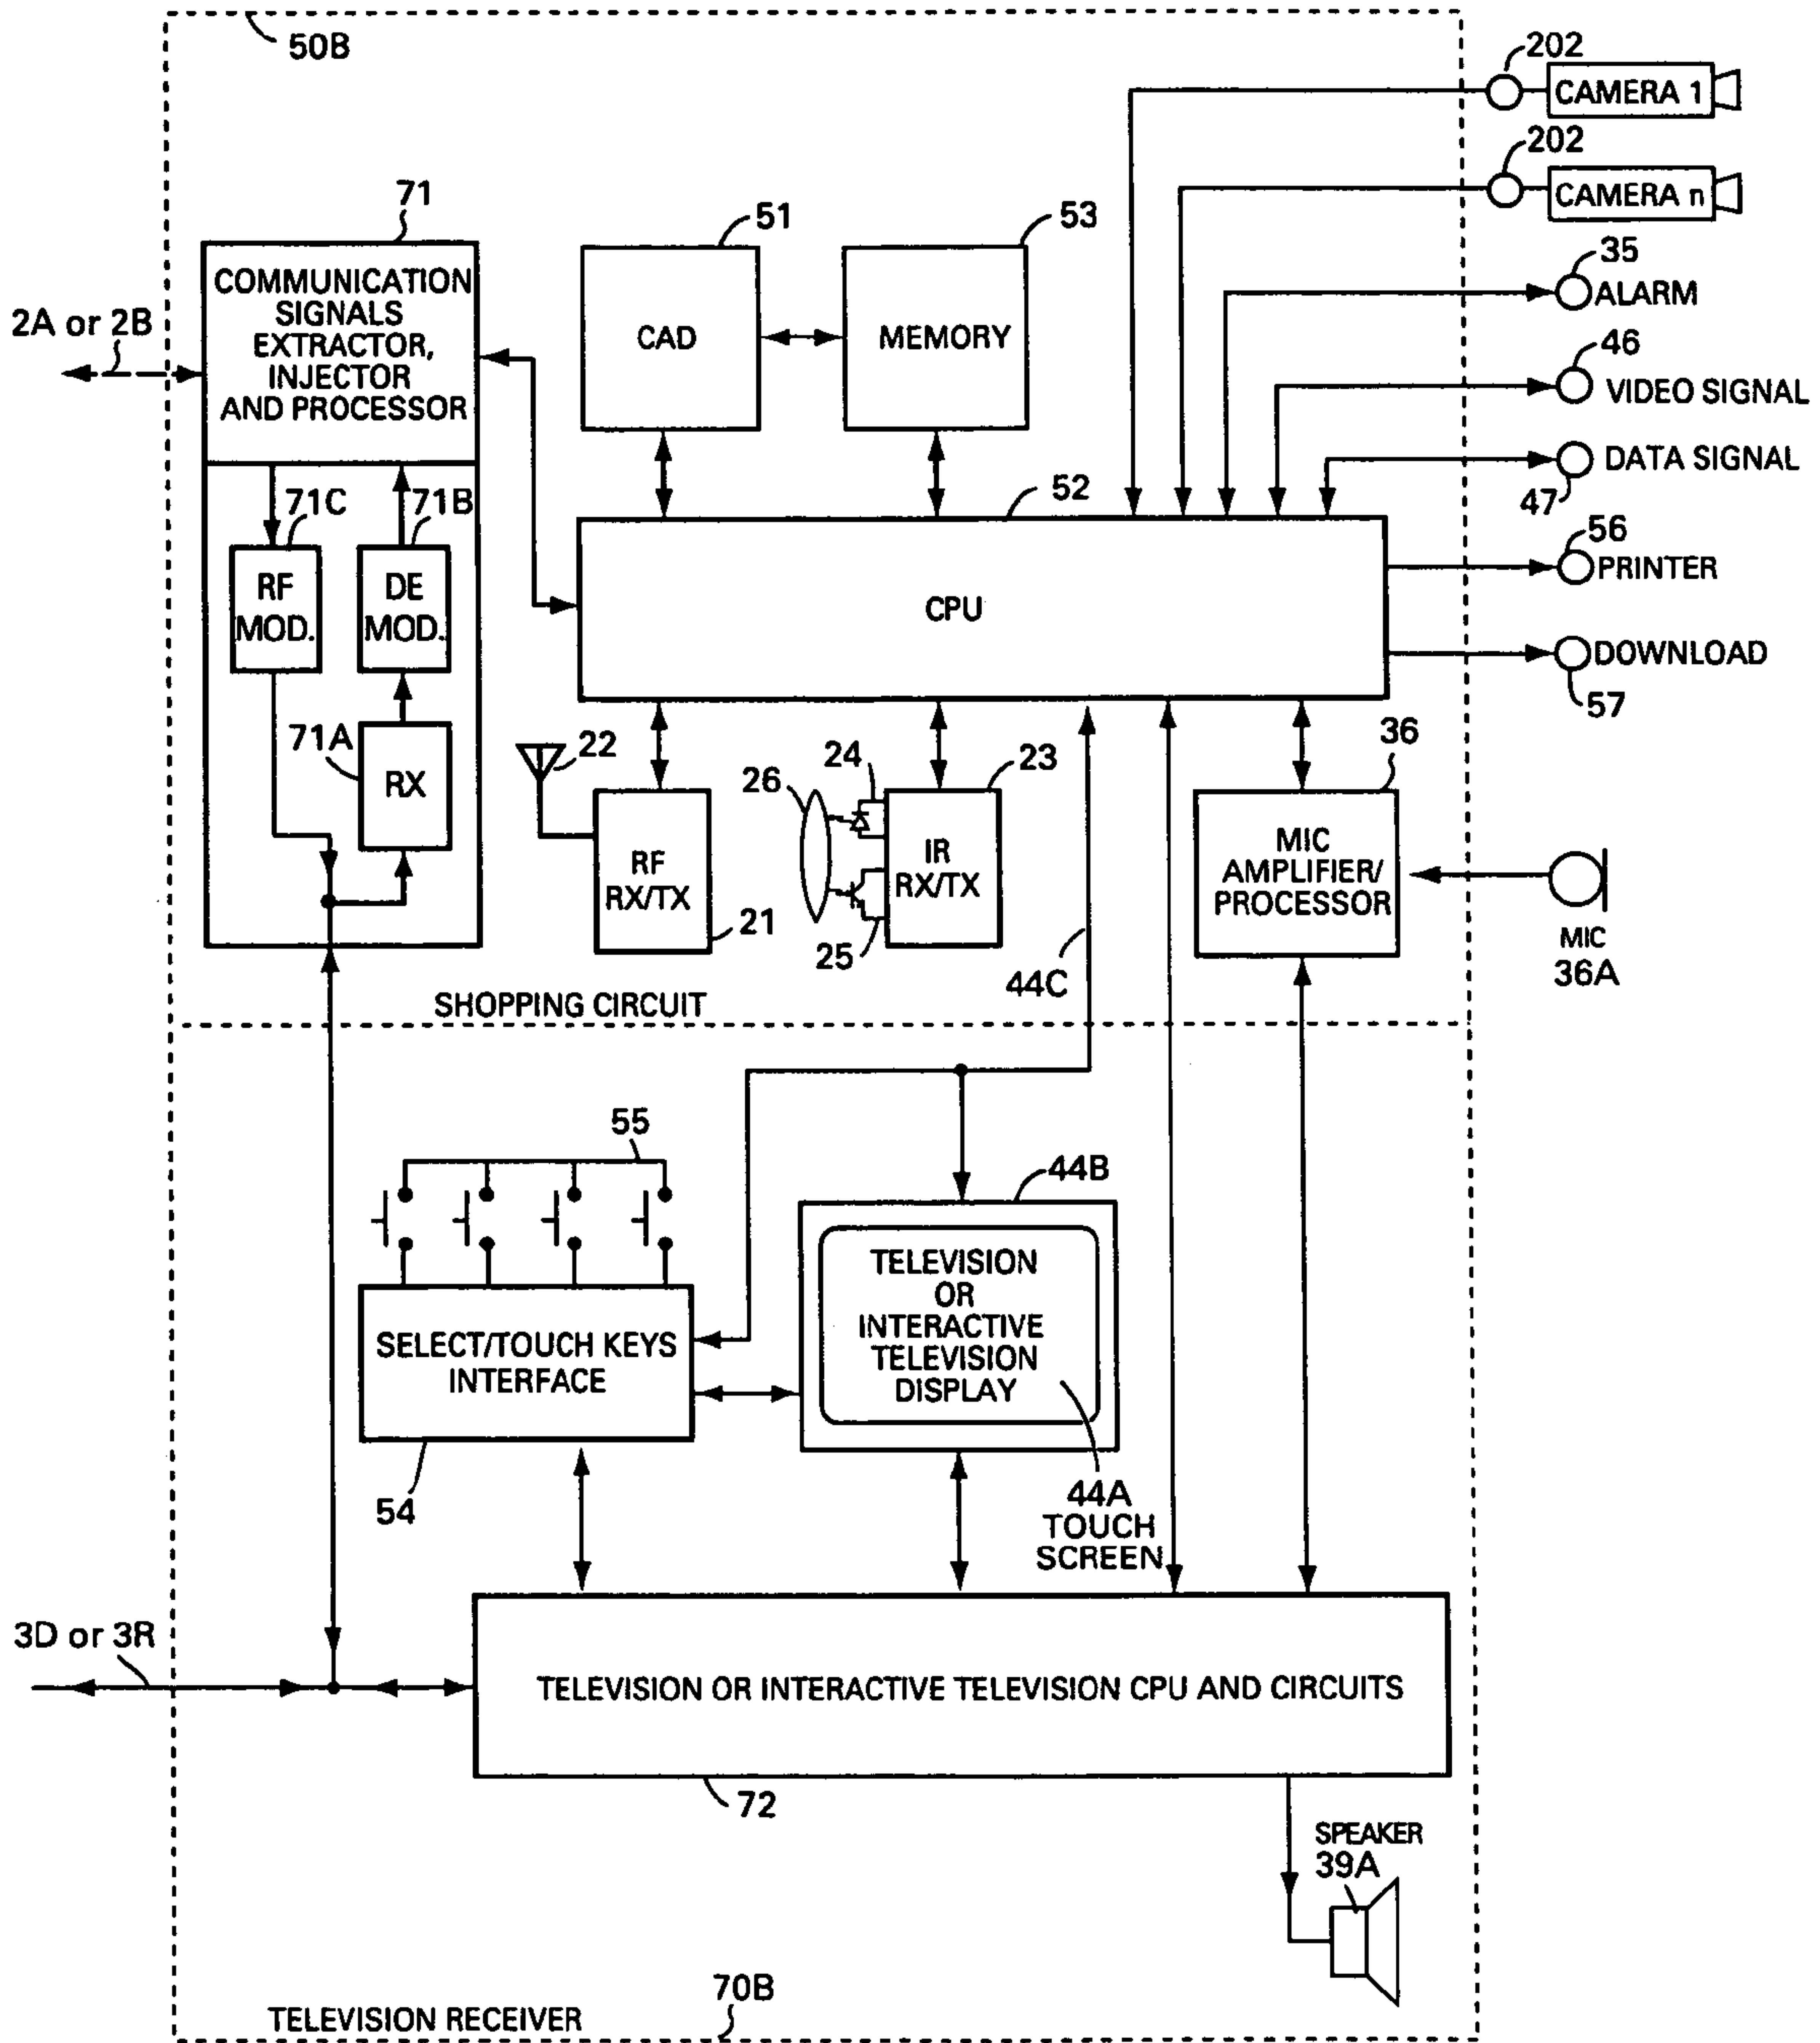 50B
202
CAMERA 1
202
CAMERA n
35
ALARM
46
VIDEO SIGNAL
DATA SIGNAL
47
56
PRINTER
DOWNLOAD
57
71
COMMUNICATION
SIGNALS
EXTRACTOR,
INJECTOR
AND PROCESSOR
2A or 2B
51
CAD
53
MEMORY
71C
RF
MOD.
71B
DE
MOD.
71A
RX
52
CPU
22
RF
RX/TX
21
26
24
25
23
IR
RX/TX
44C
36
MIC
AMPLIFIER/
PROCESSOR
MIC
36A
SHOPPING CIRCUIT
55
SELECT/TOUCH KEYS
INTERFACE
54
44B
TELEVISION
OR
INTERACTIVE
TELEVISION
DISPLAY
44A
TOUCH
SCREEN
3D or 3R
TELEVISION OR INTERACTIVE TELEVISION CPU AND CIRCUITS
72
SPEAKER
39A
70B
TELEVISION RECEIVER